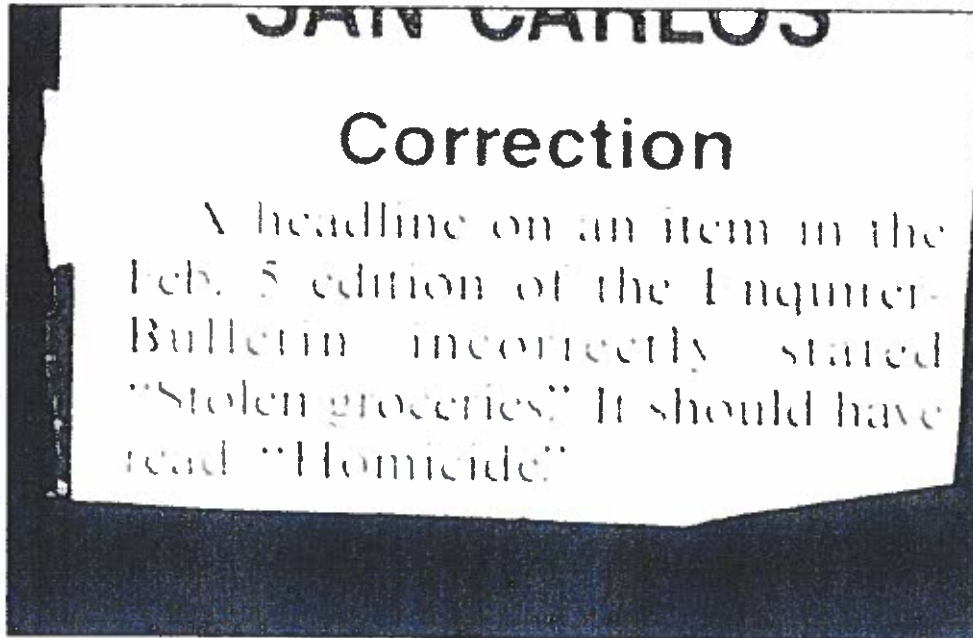 SAN CARLOS
Correction
A headline on an item in the
Feb. 5 edition of the Enquirer-
Bulletin incorrectly stated
"Stolen groceries." It should have
read "Homicide."